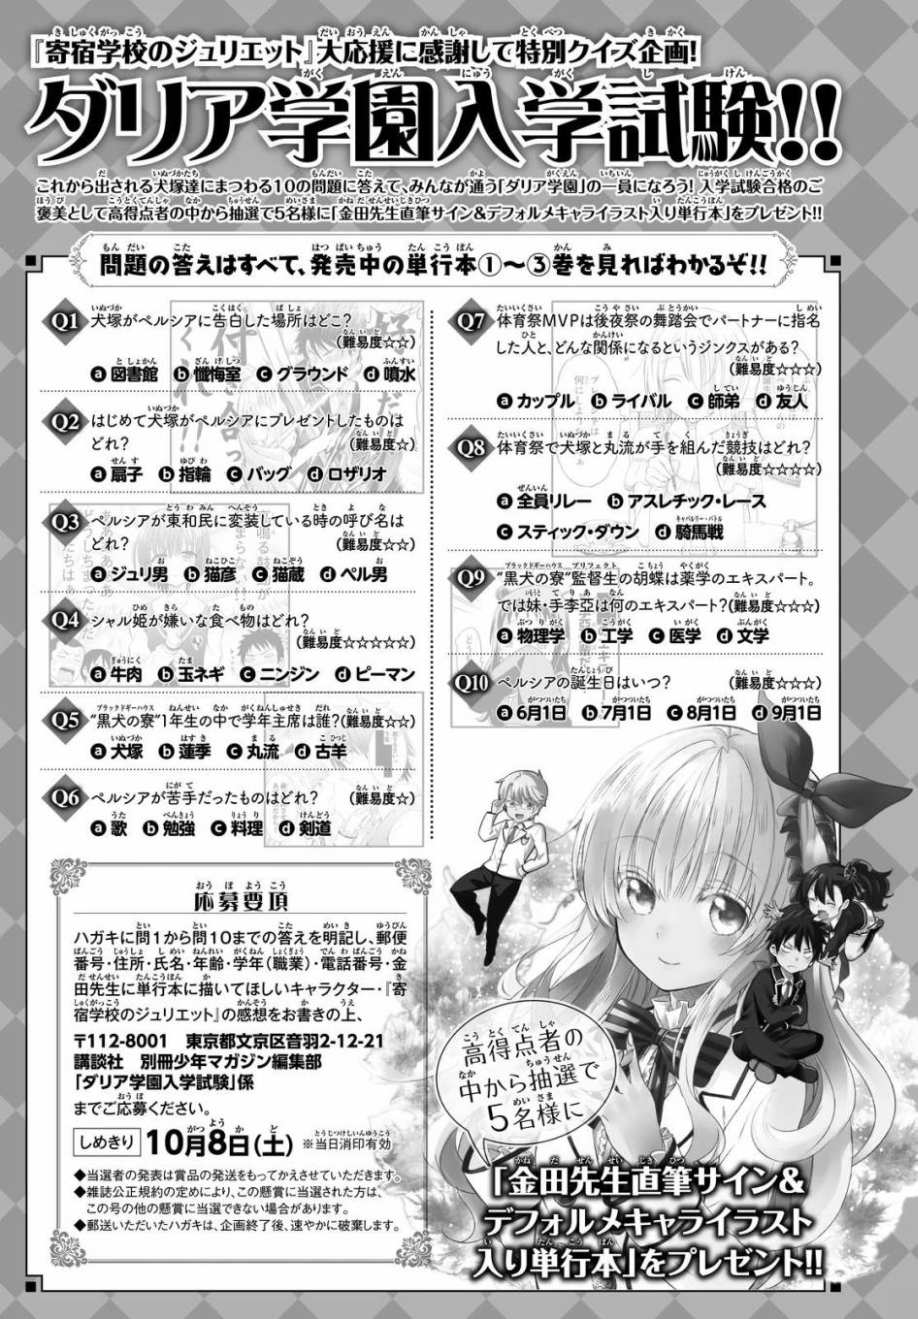 『寄宿学校のジュリエット』大応援に感謝して特別クイズ企画!
ダリア学園入学試験!!
これから出される犬塚達にまつわる10の問題に答えて、みんなが通う「ダリア学園」の一員になろう! 入学試験合格のご
褒美として高得点者の中から抽選で5名様に「金田先生直筆サイン&デフォルメキャライラスト入り単行本」をプレゼント!!
問題の答えはすべて、発売中の単行本①〜③巻を見ればわかるぞ!!
Q1 犬塚がペルシアに告白した場所はどこ?
(難易度☆☆)
a 図書館 b 懺悔室 c グラウンド d 噴水
Q2 はじめて犬塚がペルシアにプレゼントしたものは
どれ? (難易度☆)
a 扇子 b 指輪 c バッグ d ロザリオ
Q3 ペルシアが東和民に変装している時の呼び名は
どれ? (難易度☆☆)
a ジュリ男 b 猫彦 c 猫蔵 d ペル男
Q4 シャル姫が嫌いな食べ物はどれ?
(難易度☆☆☆☆☆)
a 牛肉 b 玉ネギ c ニンジン d ピーマン
Q5 “黒犬の寮”1年生の中で学年主席は誰?(難易度☆☆)
a 犬塚 b 蓮季 c 丸流 d 古羊
Q6 ペルシアが苦手だったものはどれ? (難易度☆)
a 歌 b 勉強 c 料理 d 剣道
Q7 体育祭MVPは後夜祭の舞踏会でパートナーに指名
した人と、どんな関係になるというジンクスがある?
(難易度☆☆☆)
a カップル b ライバル c 師弟 d 友人
Q8 体育祭で犬塚と丸流が手を組んだ競技はどれ?
(難易度☆☆☆☆)
a 全員リレー b アスレチック・レース
c スティック・ダウン d 騎馬戦
Q9 “黒犬の寮”監督生の胡蝶は薬学のエキスパート。
では妹・手李亞は何のエキスパート?(難易度☆☆☆)
a 物理学 b 工学 c 医学 d 文学
Q10 ペルシアの誕生日はいつ? (難易度☆☆☆)
a 6月1日 b 7月1日 c 8月1日 d 9月1日
応募要項
ハガキに問1から問10までの答えを明記し、郵便
番号・住所・氏名・年齢・学年(職業)・電話番号・金
田先生に単行本に描いてほしいキャラクター・『寄
宿学校のジュリエット』の感想をお書きの上、
〒112-8001 東京都文京区音羽2-12-21
講談社 別冊少年マガジン編集部
「ダリア学園入学試験」係
までご応募ください。
しめきり 10月8日(土) ※当日消印有効
◆当選者の発表は賞品の発送をもってかえさせていただきます。
◆雑誌公正規約の定めにより、この懸賞に当選された方は、
この号の他の懸賞に当選できない場合があります。
◆郵送いただいたハガキは、企画終了後、速やかに破棄します。
高得点者の
中から抽選で
5名様に
「金田先生直筆サイン&
デフォルメキャライラスト
入り単行本」をプレゼント!!